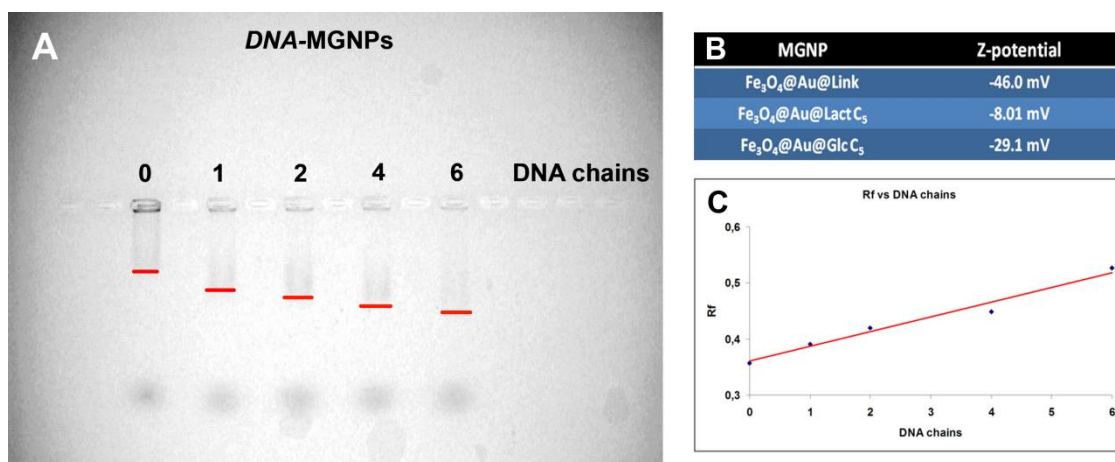 A
DNA-MGNPs
0 1 2 4 6 DNA chains
B
MGNP Z-potential
Fe₃O₄@Au@Link -46.0 mV
Fe₃O₄@Au@Lact C₅ -8.01 mV
Fe₃O₄@Au@Glc C₅ -29.1 mV
C
Rf vs DNA chains
0,6
0,5
0,4
0,3
Rf
0 1 2 3 4 5 6
DNA chains